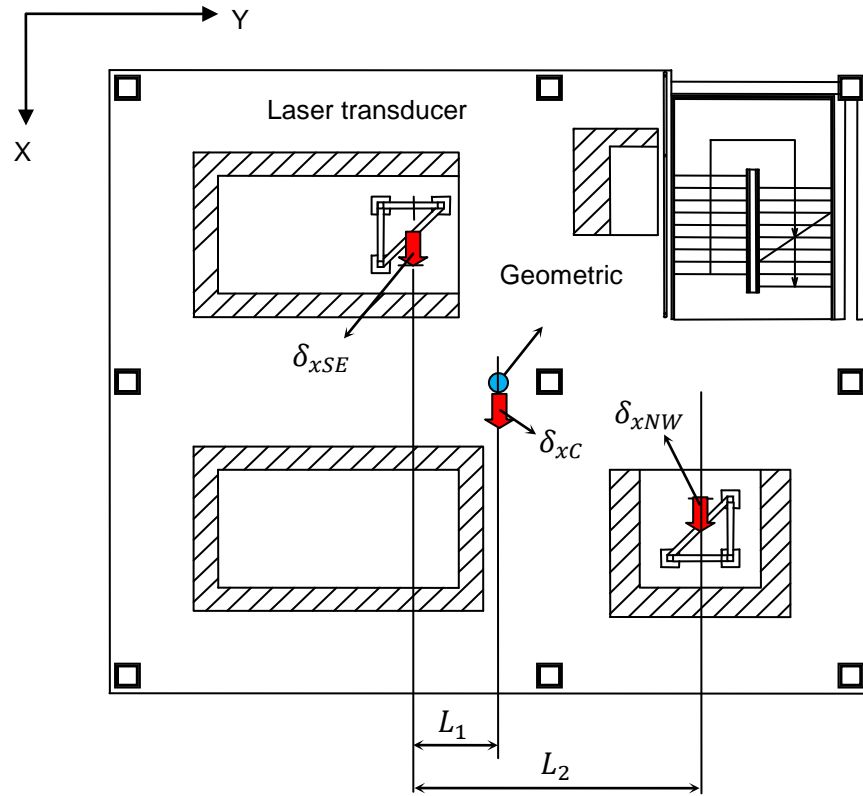 Y
X
Laser transducer
Geometric
δxSE
δxC
δxNW
L1
L2